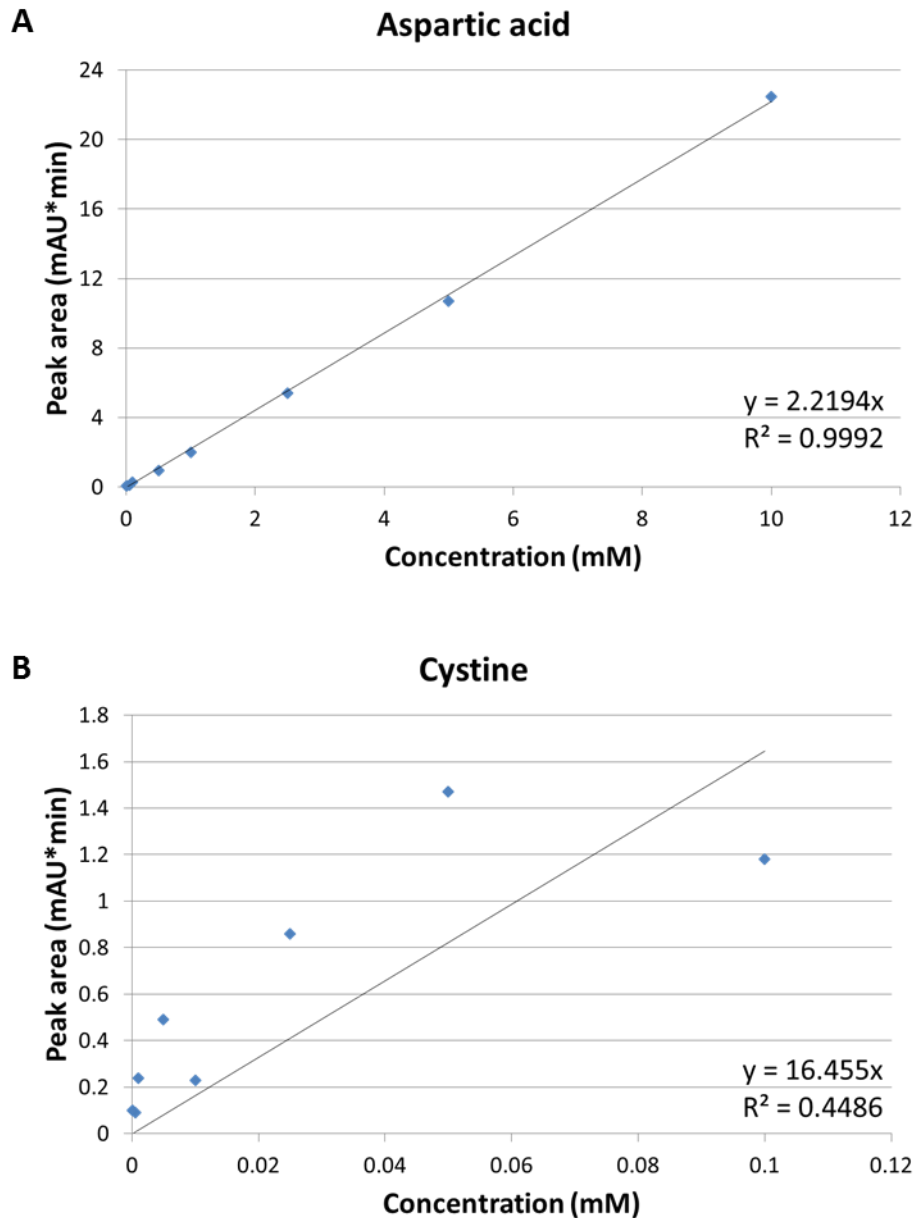 A
Aspartic acid
24
20
16
12
8
4
0
Peak area (mAU*min)
y = 2.2194x
R² = 0.9992
0 2 4 6 8 10 12
Concentration (mM)
B
Cystine
1.8
1.6
1.4
1.2
1
0.8
0.6
0.4
0.2
0
Peak area (mAU*min)
y = 16.455x
R² = 0.4486
0 0.02 0.04 0.06 0.08 0.1 0.12
Concentration (mM)